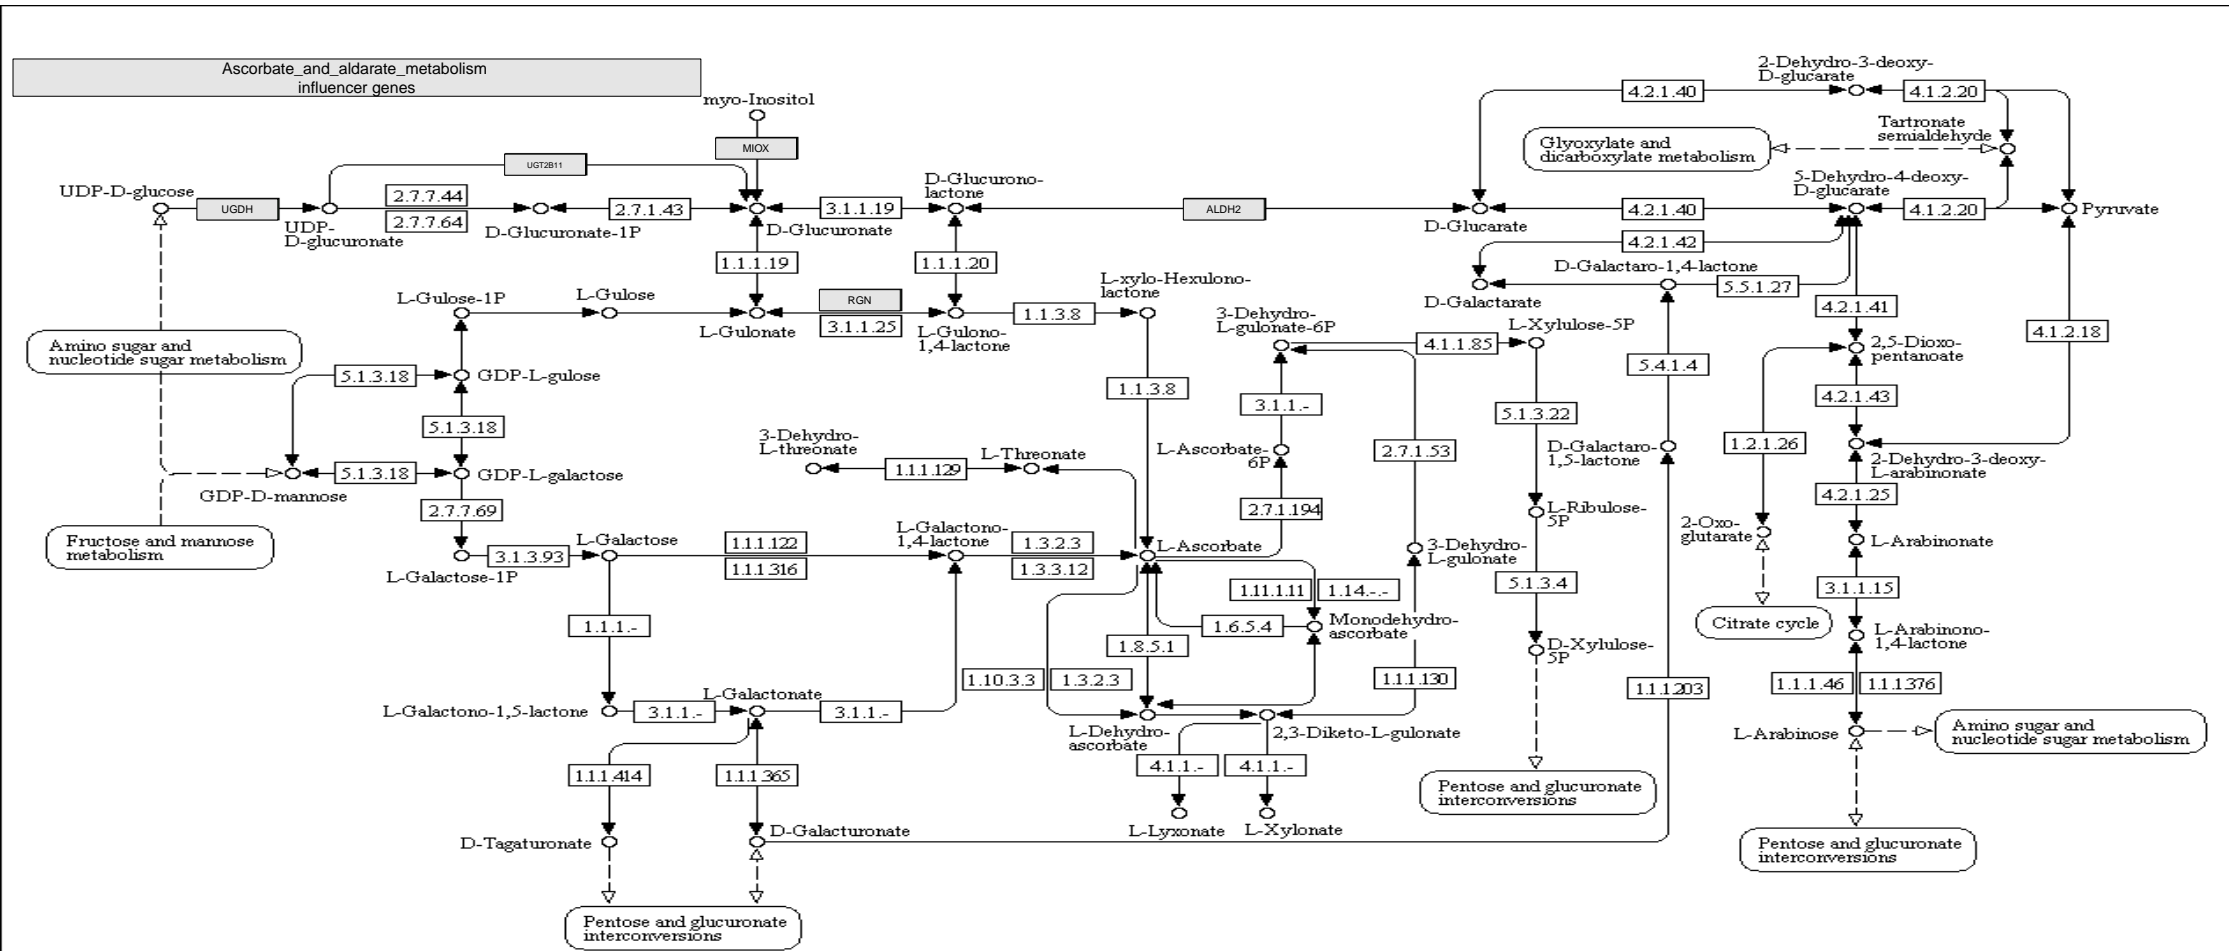 Ascorbate_and_aldarate_metabolism
influencer genes
myo-Inositol
MIOX
UGT2B11
UDP-D-glucose
UGDH
UDP-
D-glucuronate
2.7.7.44
2.7.7.64
D-Glucuronate-1P
2.7.1.43
D-Glucuronate
3.1.1.19
D-Glucurono-
lactone
ALDH2
D-Glucarate
4.2.1.40
2-Dehydro-3-deoxy-
D-glucarate
4.1.2.20
Tartronate
semialdehyde
Glyoxylate and
dicarboxylate metabolism
4.2.1.40
5-Dehydro-4-deoxy-
D-glucarate
4.1.2.20
Pyruvate
4.2.1.42
D-Galactaro-1,4-lactone
D-Galactarate
5.5.1.27
1.1.1.19
1.1.1.20
L-Gulose-1P
L-Gulose
L-Gulonate
RGN
3.1.1.25
L-Gulono-
1,4-lactone
1.1.3.8
L-xylo-Hexulono-
lactone
3-Dehydro-
L-gulonate-6P
4.1.1.85
L-Xylulose-5P
4.2.1.41
4.1.2.18
Amino sugar and
nucleotide sugar metabolism
5.1.3.18
GDP-L-gulose
1.1.3.8
3.1.1.-
5.4.1.4
2,5-Dioxo-
pentanoate
4.2.1.43
5.1.3.18
5.1.3.22
3-Dehydro-
L-threonate
1.1.1.129
L-Threonate
L-Ascorbate-
6P
2.7.1.53
D-Galactaro-
1,5-lactone
1.2.1.26
2-Dehydro-3-deoxy-
L-arabinonate
GDP-D-mannose
5.1.3.18
GDP-L-galactose
2.7.7.69
2.7.1.194
L-Ribulose-
5P
4.2.1.25
2-Oxo-
glutarate
L-Arabinonate
Fructose and mannose
metabolism
L-Galactose-1P
3.1.3.93
L-Galactose
1.1.1.122
1.1.1.316
L-Galactono-
1,4-lactone
1.3.2.3
1.3.3.12
L-Ascorbate
3-Dehydro-
L-gulonate
1.11.1.11
1.14.-.-
5.1.3.4
3.1.1.15
1.1.1.-
1.6.5.4
Monodehydro-
ascorbate
Citrate cycle
L-Arabinono-
1,4-lactone
1.8.5.1
D-Xylulose-
5P
1.10.3.3
1.3.2.3
1.1.1.130
1.1.1.203
1.1.1.46
1.1.1.376
L-Galactono-1,5-lactone
3.1.1.-
L-Galactonate
3.1.1.-
L-Dehydro-
ascorbate
2,3-Diketo-L-gulonate
L-Arabinose
Amino sugar and
nucleotide sugar metabolism
1.1.1.414
1.1.1.365
4.1.1.-
4.1.1.-
Pentose and glucuronate
interconversions
D-Tagaturonate
D-Galacturonate
L-Lyxonate
L-Xylonate
Pentose and glucuronate
interconversions
Pentose and glucuronate
interconversions